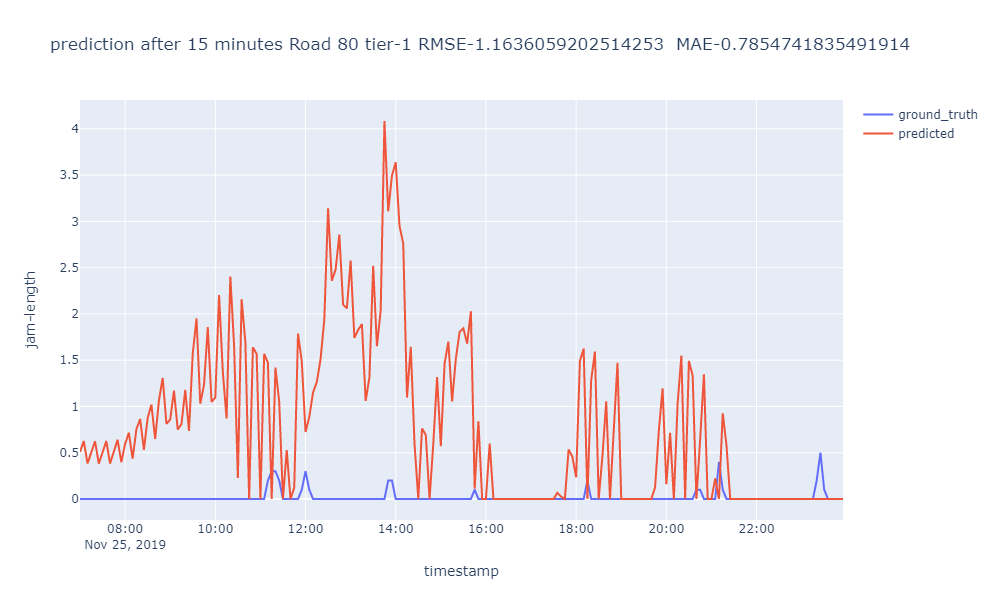 prediction after 15 minutes Road 80 tier-1 RMSE-1.1636059202514253  MAE-0.7854741835491914
ground_truth
predicted
4
3.5
3
2.5
2
1.5
1
0.5
0
jam-length
08:00 10:00 12:00 14:00 16:00 18:00 20:00 22:00
Nov 25, 2019
timestamp